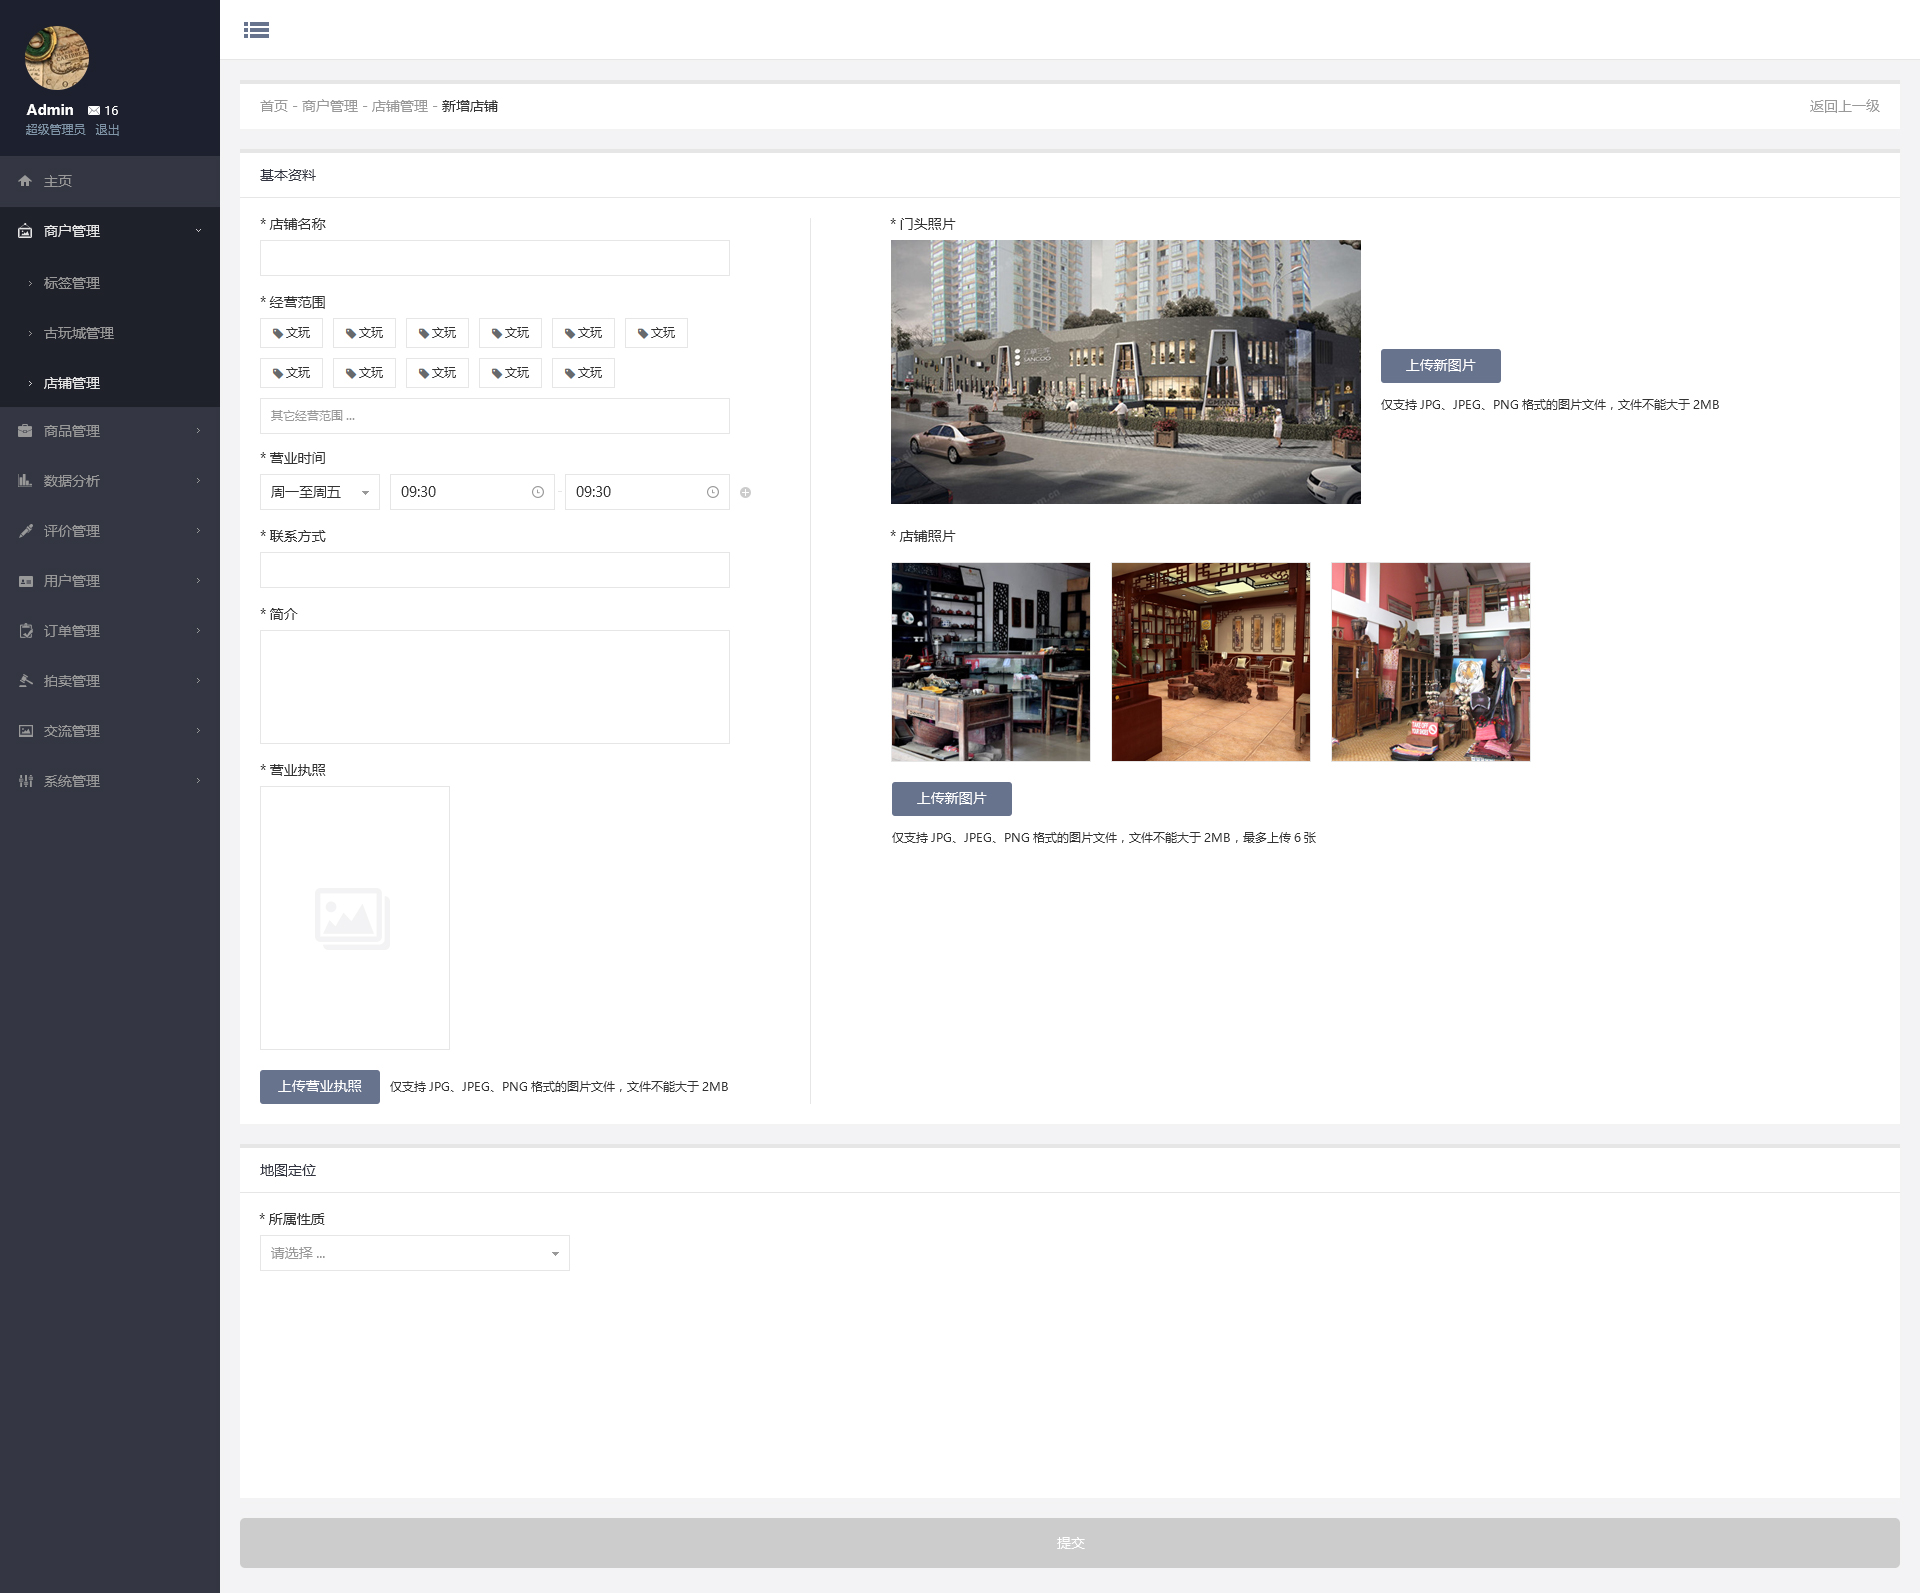 Admin 16
超级管理员 退出
主页
商户管理
标签管理
古玩城管理
店铺管理
商品管理
数据分析
评价管理
用户管理
订单管理
拍卖管理
交流管理
系统管理
首页 - 商户管理 - 店铺管理 - 新增店铺
返回上一级
基本资料
* 店铺名称
* 经营范围
文玩 文玩 文玩 文玩 文玩 文玩
文玩 文玩 文玩 文玩 文玩
其它经营范围 ...
* 营业时间
周一至周五 09:30 - 09:30
* 联系方式
* 简介
* 营业执照
上传营业执照 仅支持 JPG、JPEG、PNG 格式的图片文件，文件不能大于 2MB
* 门头照片
上传新图片
仅支持 JPG、JPEG、PNG 格式的图片文件，文件不能大于 2MB
* 店铺照片
上传新图片
仅支持 JPG、JPEG、PNG 格式的图片文件，文件不能大于 2MB，最多上传 6 张
地图定位
* 所属性质
请选择 ...
提交